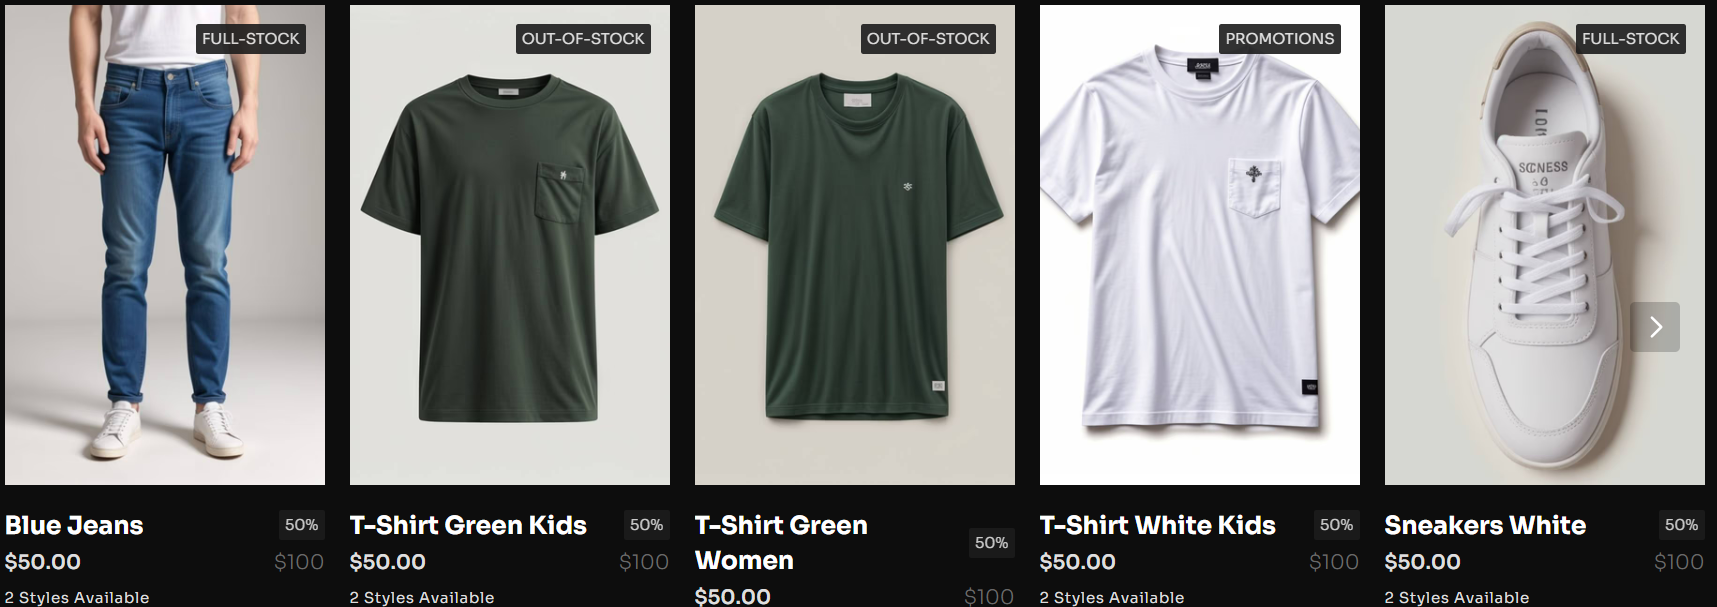 FULL-STOCK
OUT-OF-STOCK
OUT-OF-STOCK
PROMOTIONS
FULL-STOCK
SGNESS
Blue Jeans
50%
$50.00
$100
2 Styles Available
T-Shirt Green Kids
50%
$50.00
$100
2 Styles Available
T-Shirt Green
Women
50%
$50.00
$100
T-Shirt White Kids
50%
$50.00
$100
2 Styles Available
Sneakers White
50%
$50.00
$100
2 Styles Available